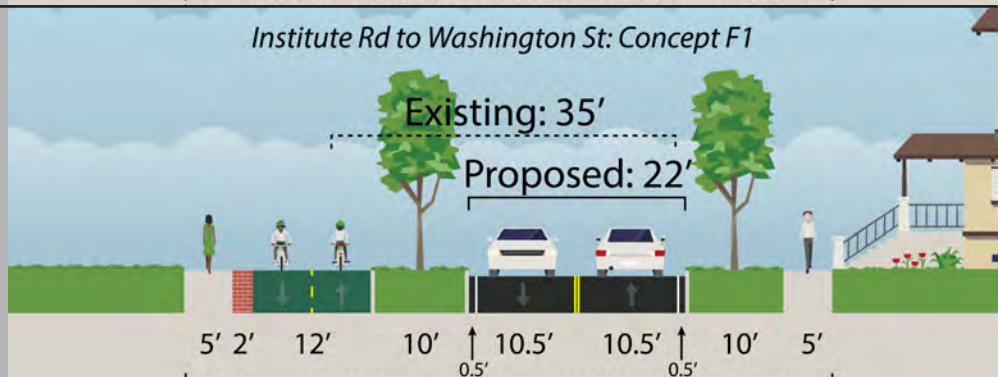 Institute Rd to Washington St: Concept F1
Existing: 35'
Proposed: 22'
5' 2' 12' 10' 10.5' 10.5' 10' 5'
0.5' 0.5'